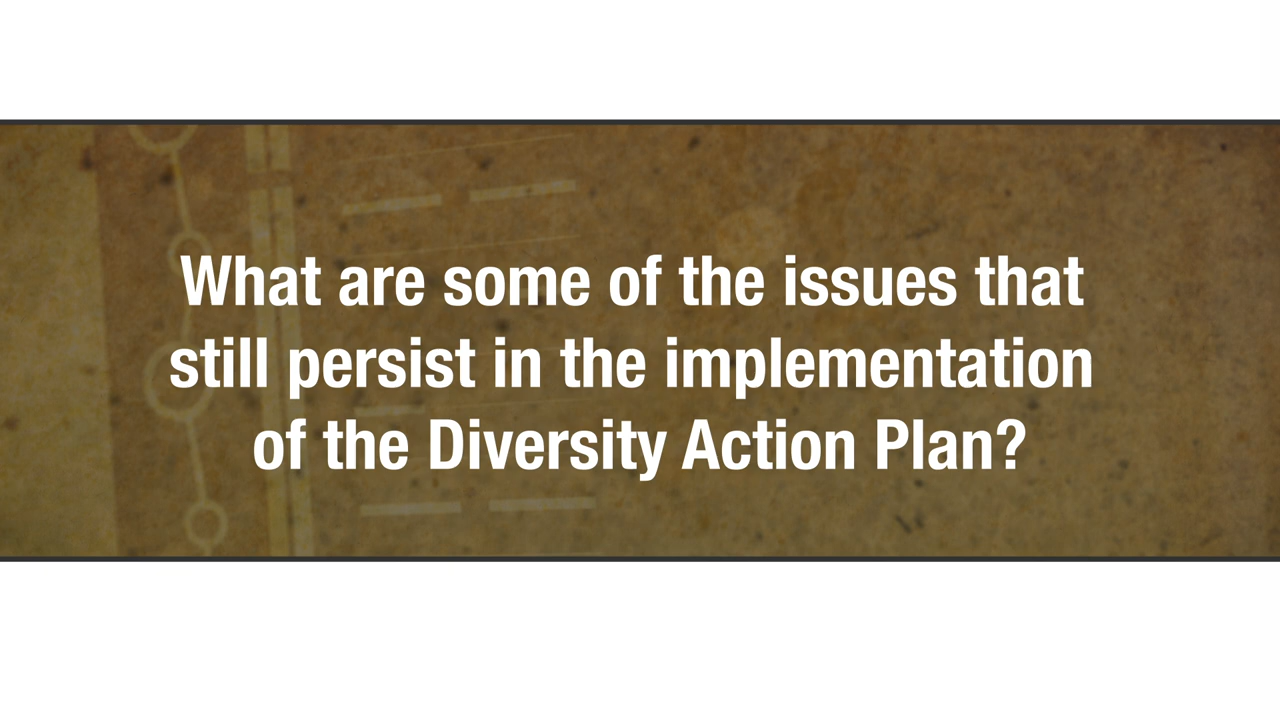 What are some of the issues that
still persist in the implementation
of the Diversity Action Plan?